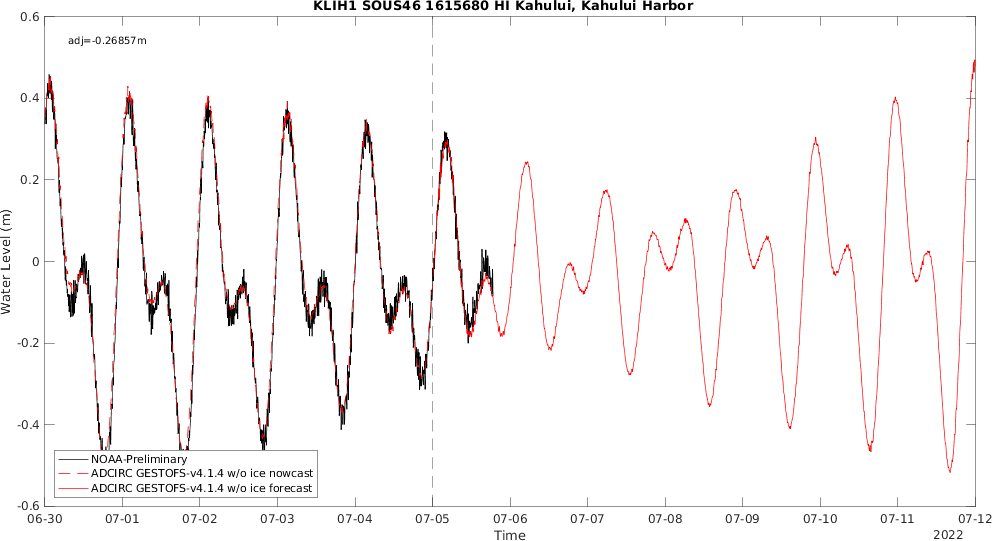 KLIH1 SOUS46 1615680 HI Kahului, Kahului Harbor
adj=-0.26857m
0.6
0.4
0.2
0
-0.2
-0.4
-0.6
Water Level (m)
NOAA-Preliminary
ADCIRC GESTOFS-v4.1.4 w/o ice nowcast
ADCIRC GESTOFS-v4.1.4 w/o ice forecast
06-30 07-01 07-02 07-03 07-04 07-05 07-06 07-07 07-08 07-09 07-10 07-11 07-12
Time
2022